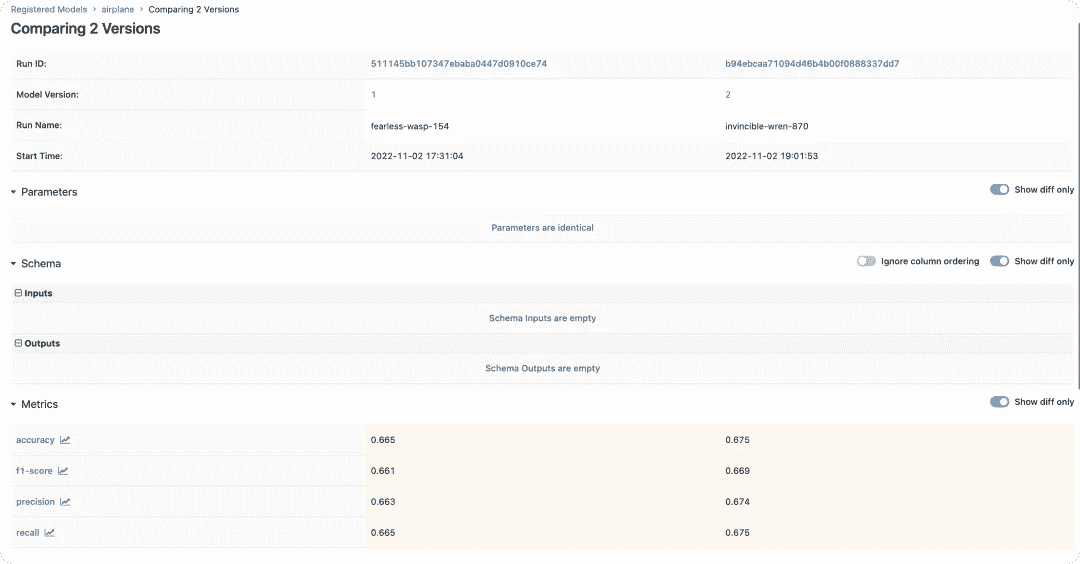 Registered Models › airplane › Comparing 2 Versions
Comparing 2 Versions
Run ID: 511145bb107347ebaba0447d0910ce74 b94ebcaa71094d46b4b00f0888337dd7
Model Version: 1 2
Run Name: fearless-wasp-154 invincible-wren-870
Start Time: 2022-11-02 17:31:04 2022-11-02 19:01:53
Parameters Show diff only
Parameters are identical
Schema Ignore column ordering Show diff only
Inputs
Schema Inputs are empty
Outputs
Schema Outputs are empty
Metrics Show diff only
accuracy 0.665 0.675
f1-score 0.661 0.669
precision 0.663 0.674
recall 0.665 0.675